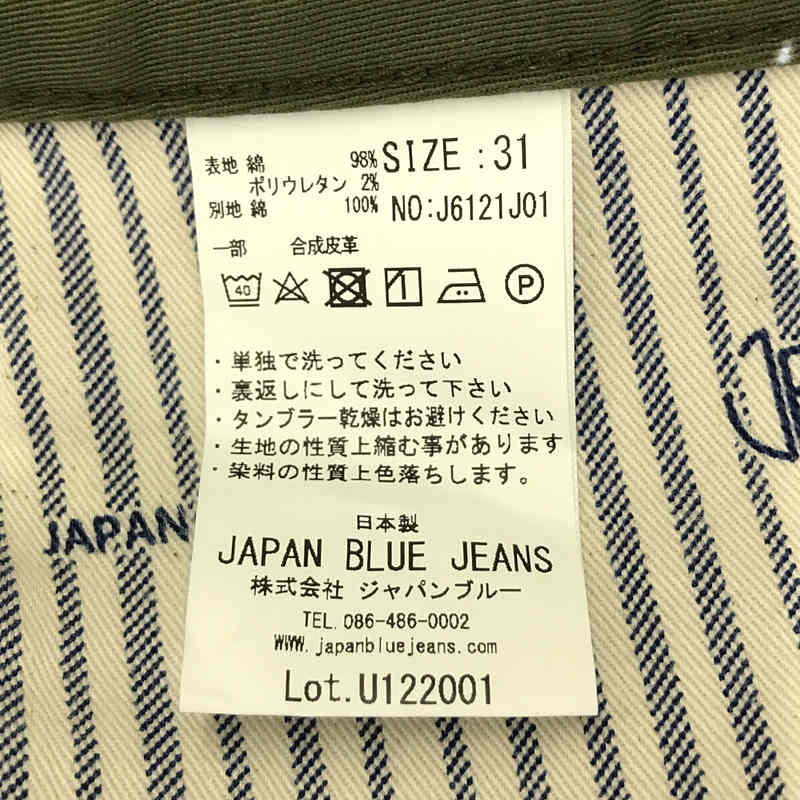 表地 綿 98%
ポリウレタン 2%
別地 綿 100%
SIZE : 31
NO:J6121J01
一部 合成皮革
40
P
・単独で洗ってください
・裏返しにして洗って下さい
・タンブラー乾燥はお避けください
・生地の性質上縮む事があります
・染料の性質上色落ちします。
日本製
JAPAN BLUE JEANS
株式会社 ジャパンブルー
TEL. 086-486-0002
WWW.japanbluejeans.com
Lot.U122001
JAPAN